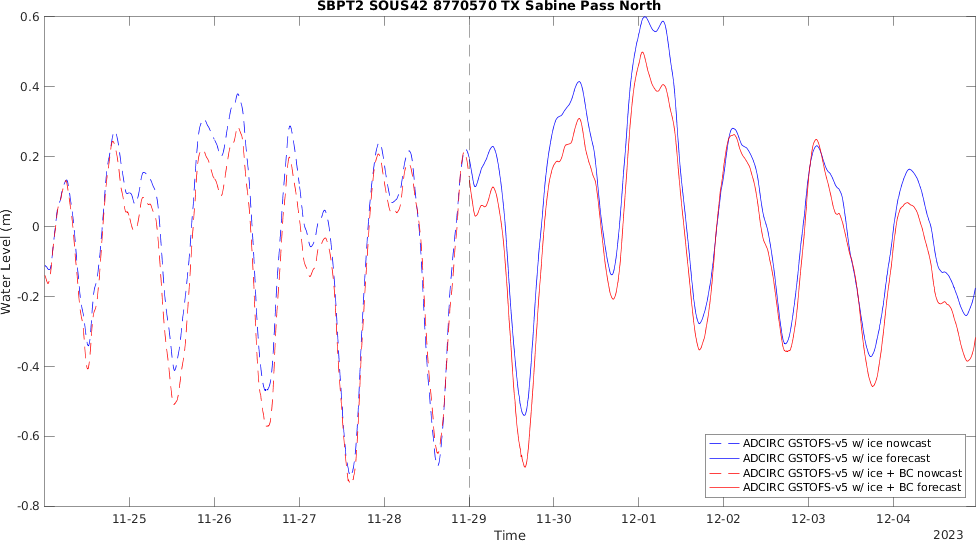 SBPT2 SOUS42 8770570 TX Sabine Pass North
0.6
0.4
0.2
0
-0.2
-0.4
-0.6
-0.8
Water Level (m)
ADCIRC GSTOFS-v5 w/ ice nowcast
ADCIRC GSTOFS-v5 w/ ice forecast
ADCIRC GSTOFS-v5 w/ ice + BC nowcast
ADCIRC GSTOFS-v5 w/ ice + BC forecast
11-25 11-26 11-27 11-28 11-29 11-30 12-01 12-02 12-03 12-04
Time
2023